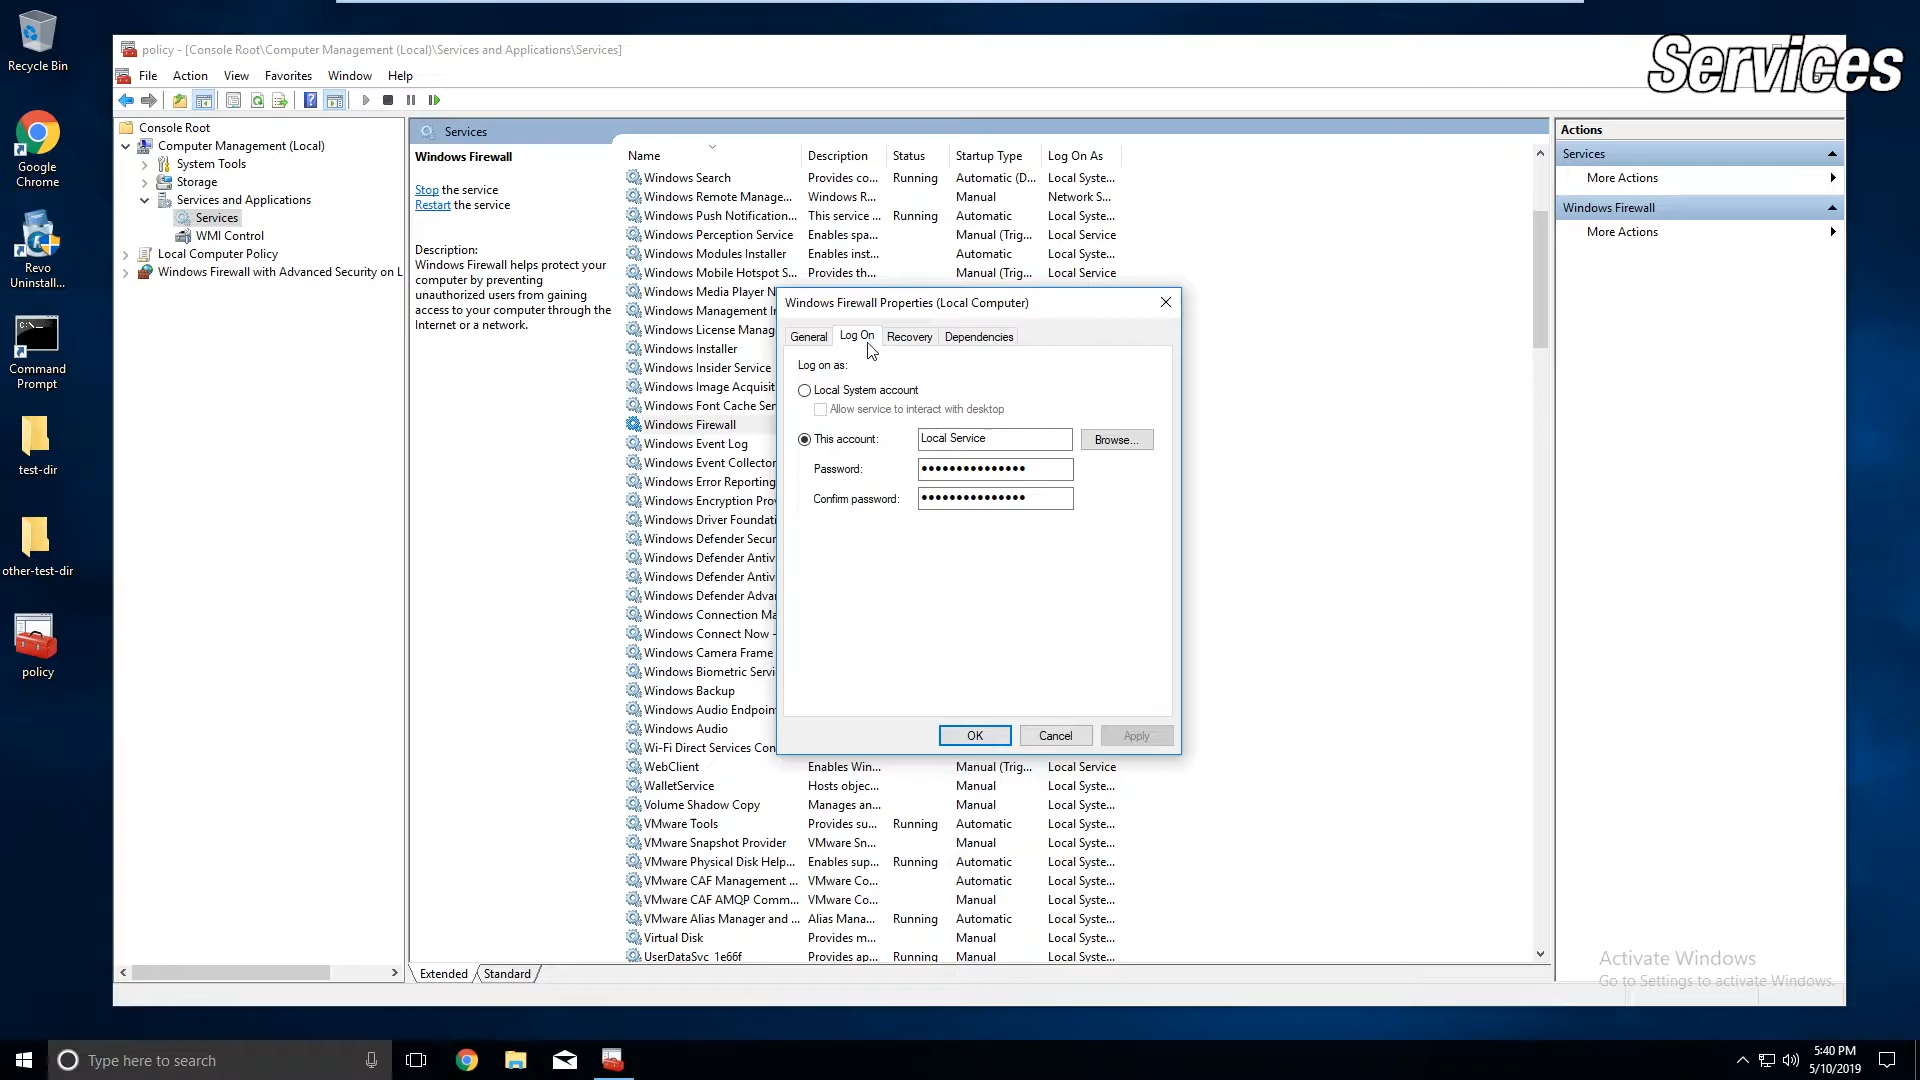 Recycle Bin
Google Chrome
Revo Uninstall...
Command Prompt
test-dir
other-test-dir
policy
Services
policy - [Console Root\Computer Management (Local)\Services and Applications\Services]
File Action View Favorites Window Help
Console Root
Computer Management (Local)
System Tools
Storage
Services and Applications
Services
WMI Control
Local Computer Policy
Windows Firewall with Advanced Security on L
Services
Windows Firewall
Stop the service
Restart the service
Description:
Windows Firewall helps protect your
computer by preventing
unauthorized users from gaining
access to your computer through the
Internet or a network.
Name Description Status Startup Type Log On As
Windows Search Provides co... Running Automatic (D... Local Syste...
Windows Remote Manage... Windows R... Manual Network S...
Windows Push Notification... This service ... Running Automatic Local Syste...
Windows Perception Service Enables spa... Manual (Trig... Local Service
Windows Modules Installer Enables inst... Automatic Local Syste...
Windows Mobile Hotspot S... Provides th... Manual (Trig... Local Service
Windows Media Player N
Windows Management I
Windows License Manag
Windows Installer
Windows Insider Service
Windows Image Acquisit
Windows Font Cache Ser
Windows Firewall
Windows Event Log
Windows Event Collector
Windows Error Reporting
Windows Encryption Pro
Windows Driver Foundati
Windows Defender Secur
Windows Defender Antiv
Windows Defender Antiv
Windows Defender Adva
Windows Connection Ma
Windows Connect Now -
Windows Camera Frame
Windows Biometric Servi
Windows Backup
Windows Audio Endpoin
Windows Audio
Wi-Fi Direct Services Con
WebClient Enables Win... Manual (Trig... Local Service
WalletService Hosts objec... Manual Local Syste...
Volume Shadow Copy Manages an... Manual Local Syste...
VMware Tools Provides su... Running Automatic Local Syste...
VMware Snapshot Provider VMware Sn... Manual Local Syste...
VMware Physical Disk Help... Enables sup... Running Automatic Local Syste...
VMware CAF Management ... VMware Co... Automatic Local Syste...
VMware CAF AMQP Comm... VMware Co... Manual Local Syste...
VMware Alias Manager and ... Alias Mana... Running Automatic Local Syste...
Virtual Disk Provides m... Manual Local Syste...
UserDataSvc_1e66f Provides ap... Running Manual Local Syste...
Extended Standard
Windows Firewall Properties (Local Computer)
General Log On Recovery Dependencies
Log on as:
Local System account
Allow service to interact with desktop
This account: Local Service Browse...
Password: •••••••••••••••
Confirm password: •••••••••••••••
OK Cancel Apply
Actions
Services
More Actions
Windows Firewall
More Actions
Activate Windows
Go to Settings to activate Windows.
Type here to search
5:40 PM
5/10/2019